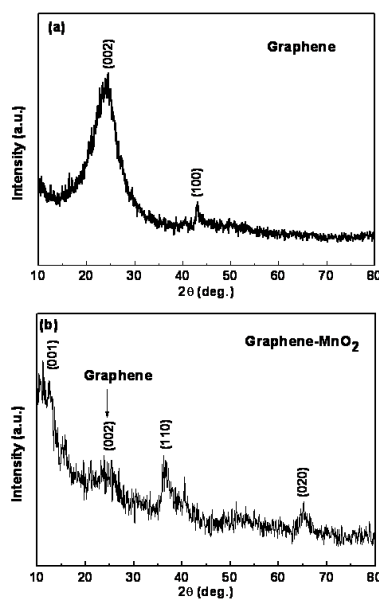 (a)
Graphene
(002)
(100)
Intensity (a.u.)
10 20 30 40 50 60 70 80
2θ (deg.)
(b)
Graphene-MnO₂
(001)
Graphene
(002)
(110)
(020)
Intensity (a.u.)
10 20 30 40 50 60 70 80
2θ (deg.)